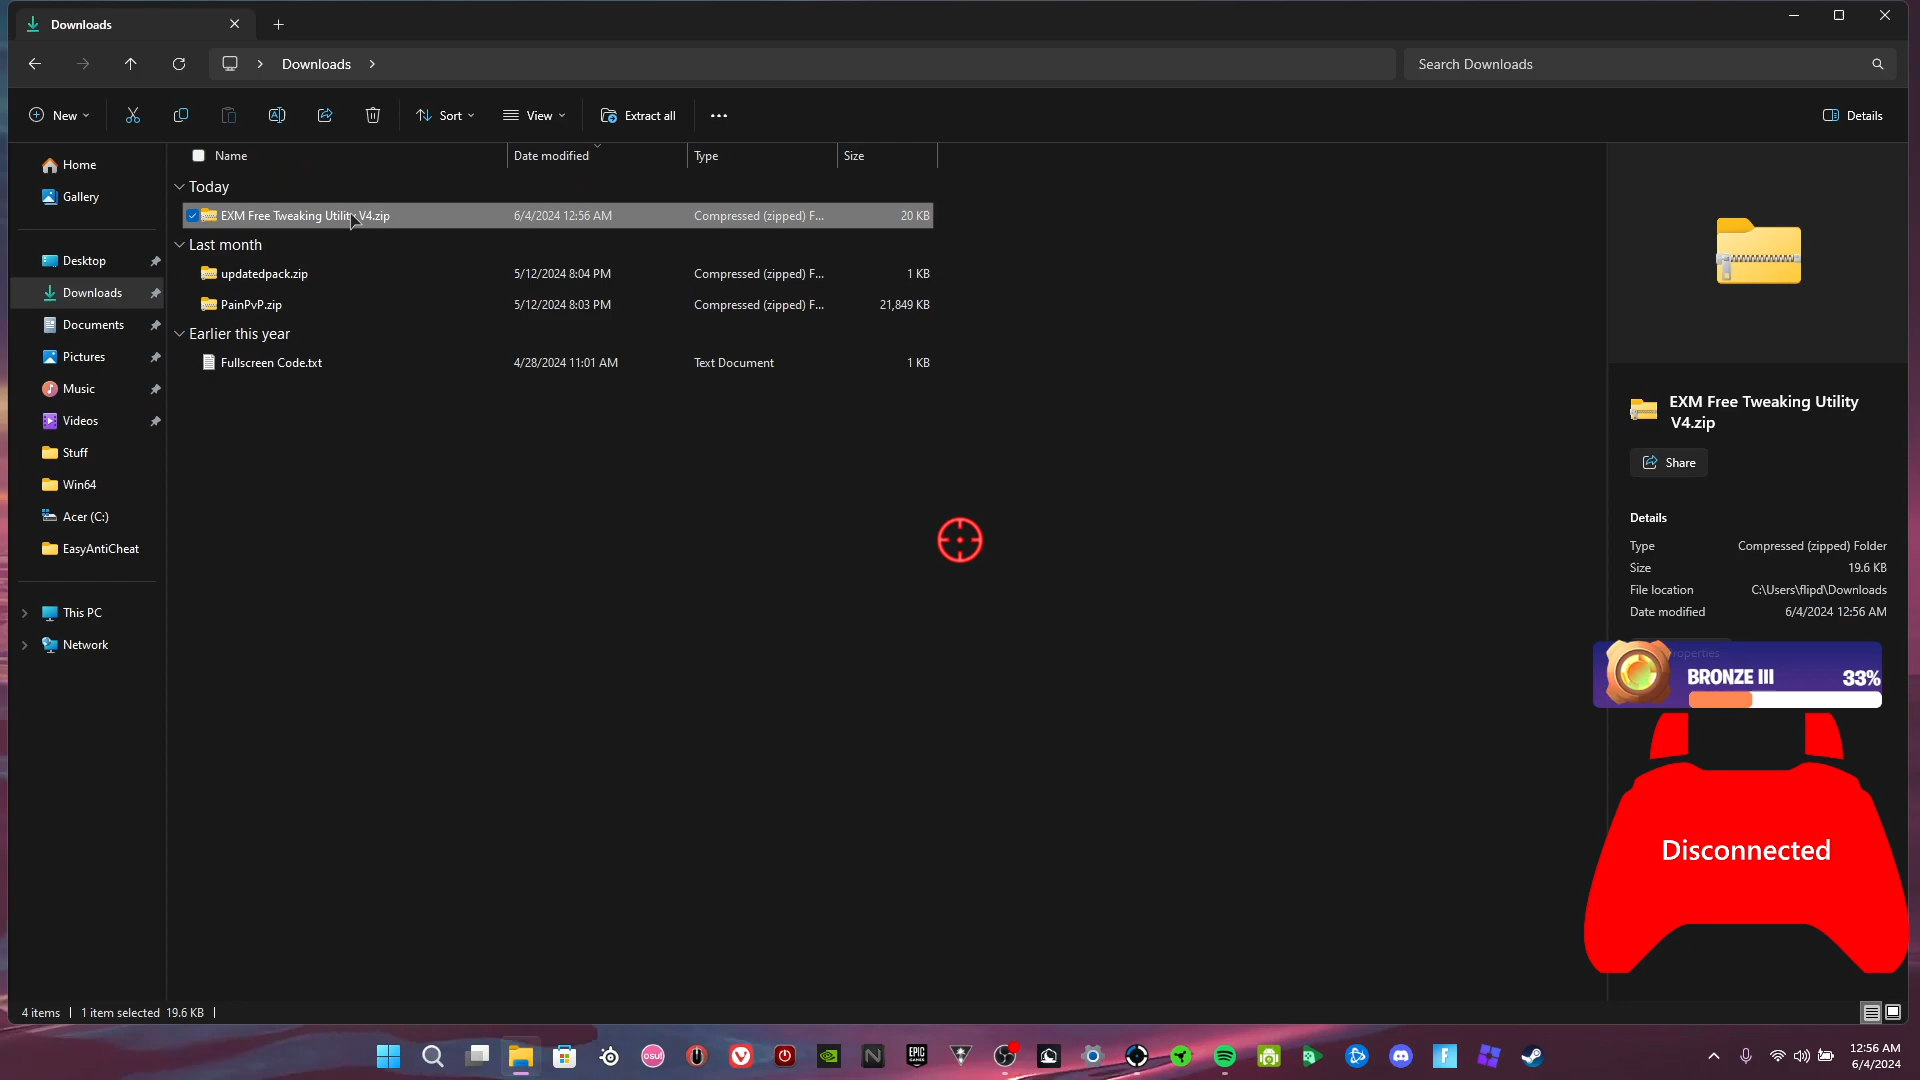 Downloads
Downloads
Search Downloads
New
Sort
View
Extract all
Details
Name
Date modified
Type
Size
Home
Gallery
Desktop
Downloads
Documents
Pictures
Music
Videos
Stuff
Win64
Acer (C:)
EasyAntiCheat
This PC
Network
Today
EXM Free Tweaking Utility V4.zip 6/4/2024 12:56 AM Compressed (zipped) F... 20 KB
Last month
updatedpack.zip 5/12/2024 8:04 PM Compressed (zipped) F... 1 KB
PainPvP.zip 5/12/2024 8:03 PM Compressed (zipped) F... 21,849 KB
Earlier this year
Fullscreen Code.txt 4/28/2024 11:01 AM Text Document 1 KB
EXM Free Tweaking Utility
V4.zip
Share
Details
Type Compressed (zipped) Folder
Size 19.6 KB
File location C:\Users\flipd\Downloads
Date modified 6/4/2024 12:56 AM
BRONZE III 33%
Disconnected
4 items 1 item selected 19.6 KB
osu!
EPIC
GAMES
12:56 AM
6/4/2024